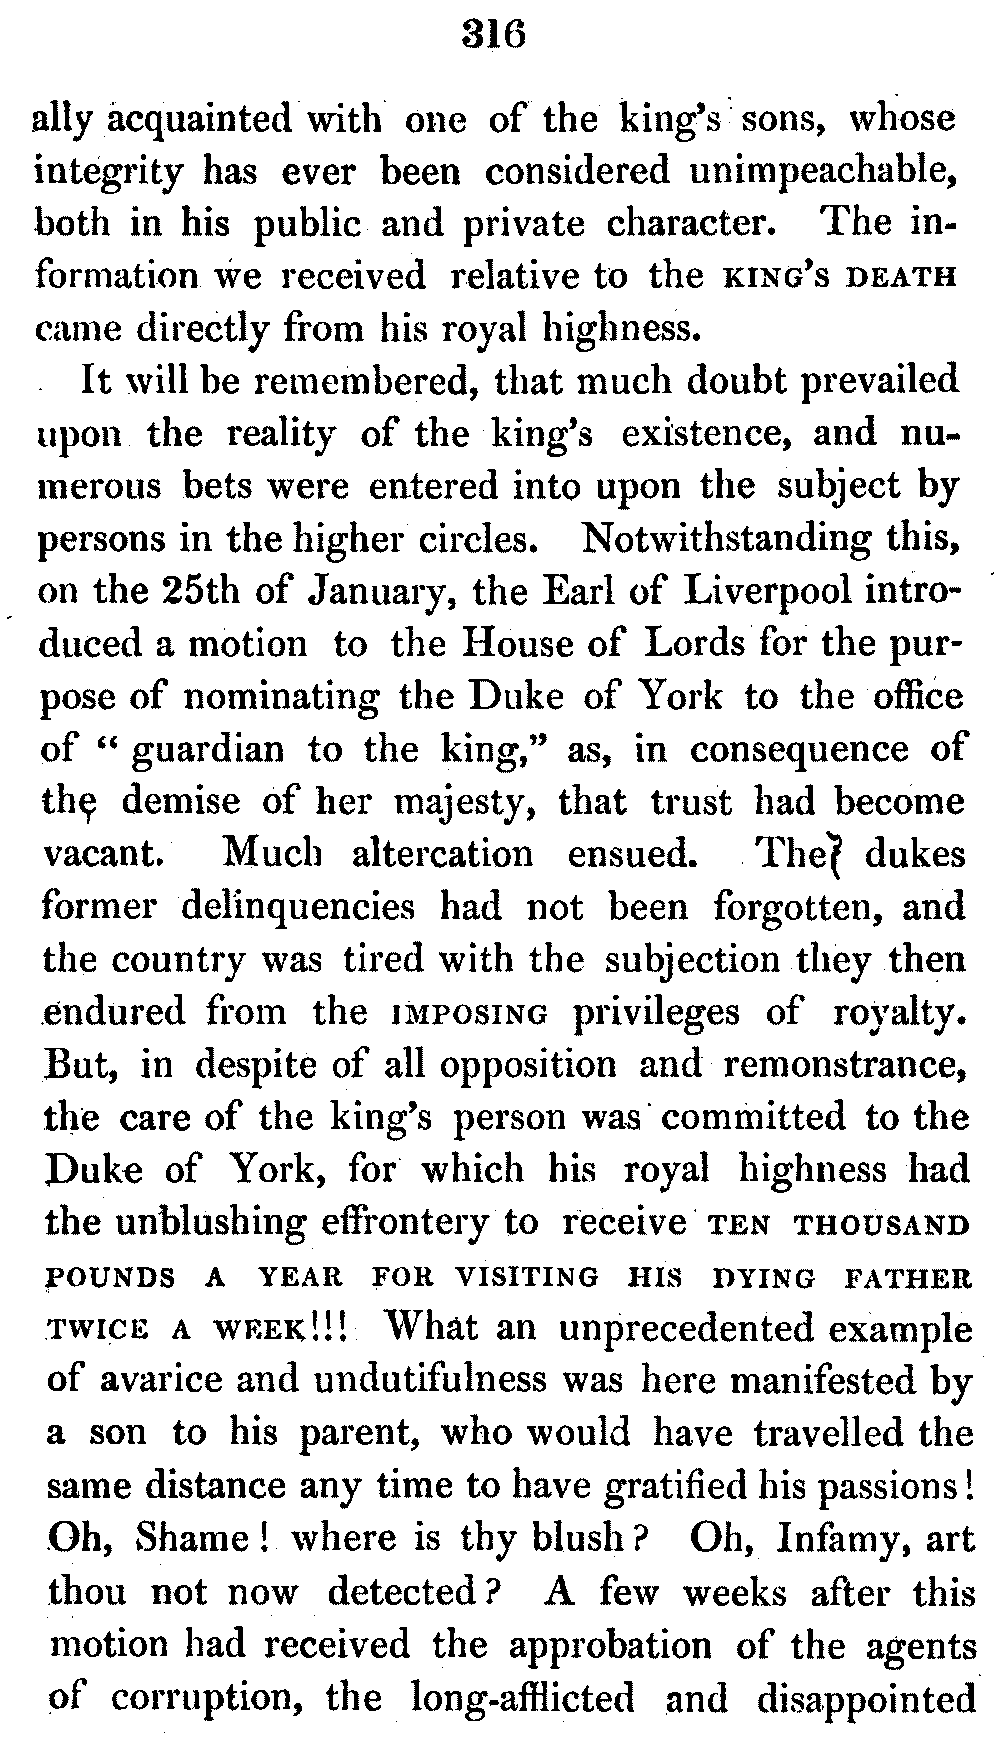 316
ally acquainted with one of the king's sons, whose
integrity has ever been considered unimpeachable,
both in his public and private character. The in-
formation we received relative to the KING'S DEATH
came directly from his royal highness.
It will be remembered, that much doubt prevailed
upon the reality of the king's existence, and nu-
merous bets were entered into upon the subject by
persons in the higher circles. Notwithstanding this,
on the 25th of January, the Earl of Liverpool intro-
duced a motion to the House of Lords for the pur-
pose of nominating the Duke of York to the office
of “ guardian to the king,” as, in consequence of
the demise of her majesty, that trust had become
vacant. Much altercation ensued. The dukes
former delinquencies had not been forgotten, and
the country was tired with the subjection they then
endured from the IMPOSING privileges of royalty.
But, in despite of all opposition and remonstrance,
the care of the king's person was committed to the
Duke of York, for which his royal highness had
the unblushing effrontery to receive TEN THOUSAND
POUNDS A YEAR FOR VISITING HIS DYING FATHER
TWICE A WEEK!!! What an unprecedented example
of avarice and undutifulness was here manifested by
a son to his parent, who would have travelled the
same distance any time to have gratified his passions!
Oh, Shame! where is thy blush? Oh, Infamy, art
thou not now detected? A few weeks after this
motion had received the approbation of the agents
of corruption, the long-afflicted and disappointed